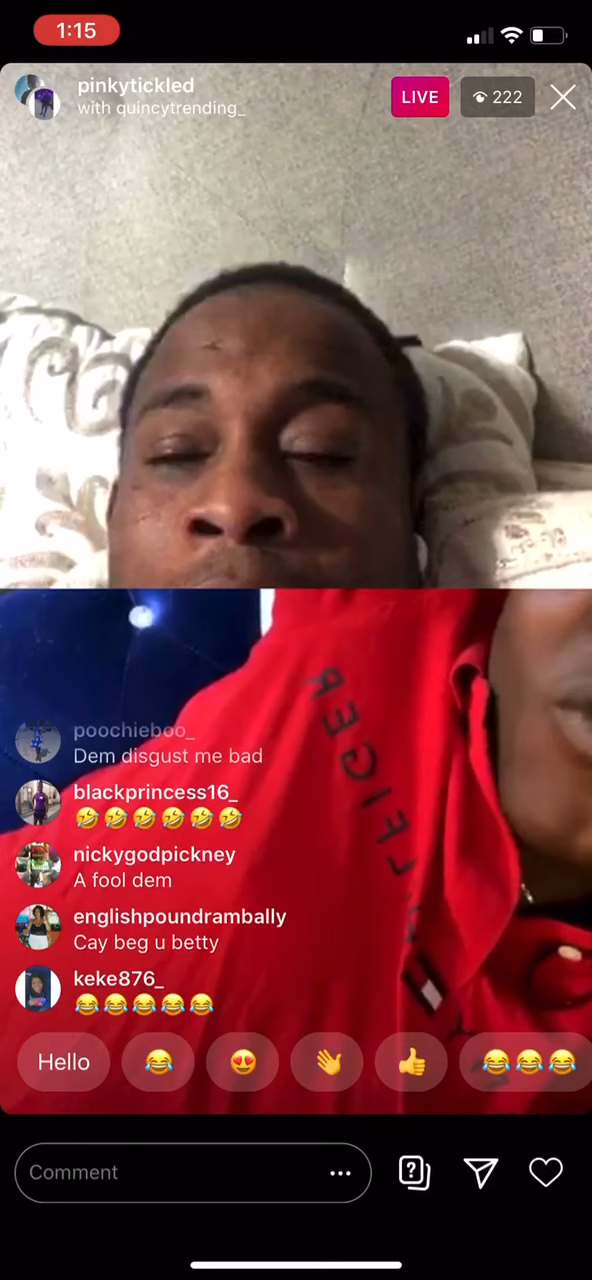 1:15
pinkytickled
with quincytrending_
LIVE
222
poochieboo_
Dem disgust me bad
blackprincess16_
🤣🤣🤣🤣🤣🤣
nickygodpickney
A fool dem
englishpoundrambally
Cay beg u betty
keke876_
😂😂😂😂😂
Hello 😂 😍 👋 👍 😂😂😂
Comment